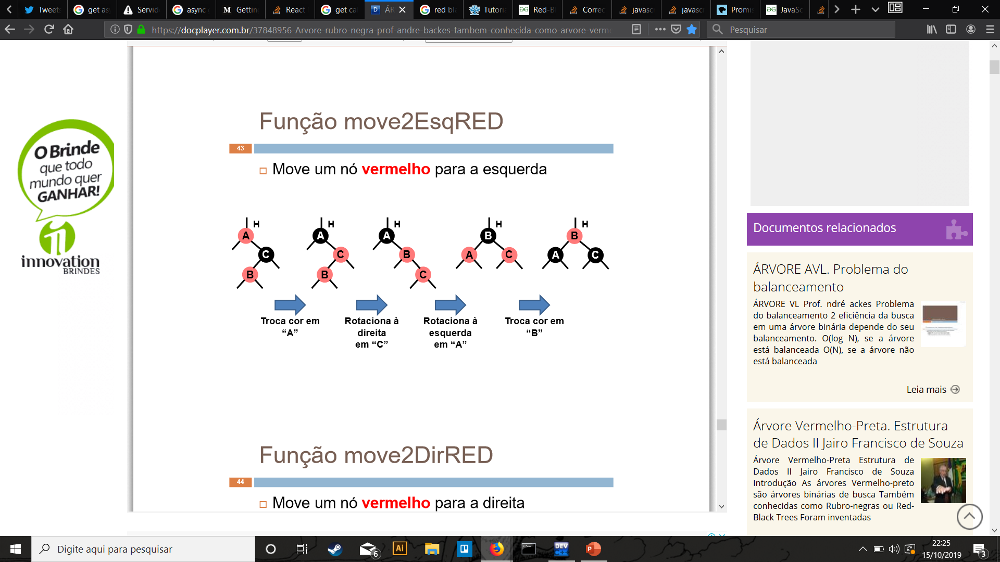 Tweets
get as
Servid
async
Gettin
React
get ca
ÁR
red bl
Tutoria
Red-B
Correc
javasc
javasc
Promis
JavaSc
https://docplayer.com.br/37848956-Arvore-rubro-negra-prof-andre-backes-tambem-conhecida-como-arvore-verme
Pesquisar
O Brinde
que todo
mundo quer
GANHAR!
innovation
BRINDES
Função move2EsqRED
43
Move um nó vermelho para a esquerda
H H H H H
A A A B B
C C B A C A C
B B C
Troca cor em
“A”
Rotaciona à
direita
em “C”
Rotaciona à
esquerda
em “A”
Troca cor em
“B”
Função move2DirRED
44
Move um nó vermelho para a direita
Documentos relacionados
ÁRVORE AVL. Problema do
balanceamento
ÁRVORE VL Prof. ndré ackes Problema
do balanceamento 2 eficiência da busca
em uma árvore binária depende do seu
balanceamento. O(log N), se a árvore
está balanceada O(N), se a árvore não
está balanceada
Leia mais
Árvore Vermelho-Preta. Estrutura
de Dados II Jairo Francisco de Souza
Árvore Vermelho-Preta Estrutura de
Dados II Jairo Francisco de Souza
Introdução As árvores Vermelho-preto
são árvores binárias de busca Também
conhecidas como Rubro-negras ou Red-
Black Trees Foram inventadas
Digite aqui para pesquisar
6
Ai
DEV
P
22:25
15/10/2019
3